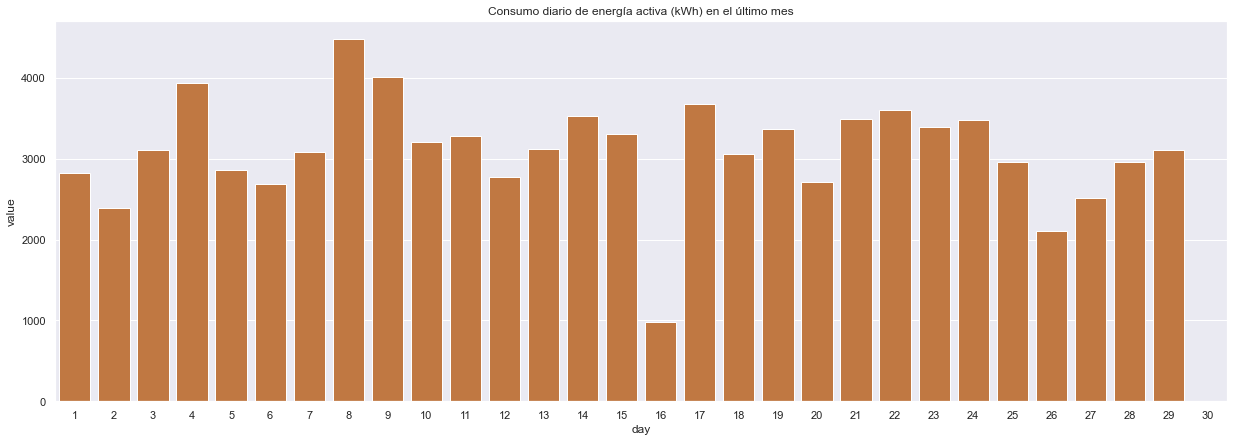 Consumo diario de energía activa (kWh) en el último mes
value
4000
3000
2000
1000
0
1 2 3 4 5 6 7 8 9 10 11 12 13 14 15 16 17 18 19 20 21 22 23 24 25 26 27 28 29 30
day